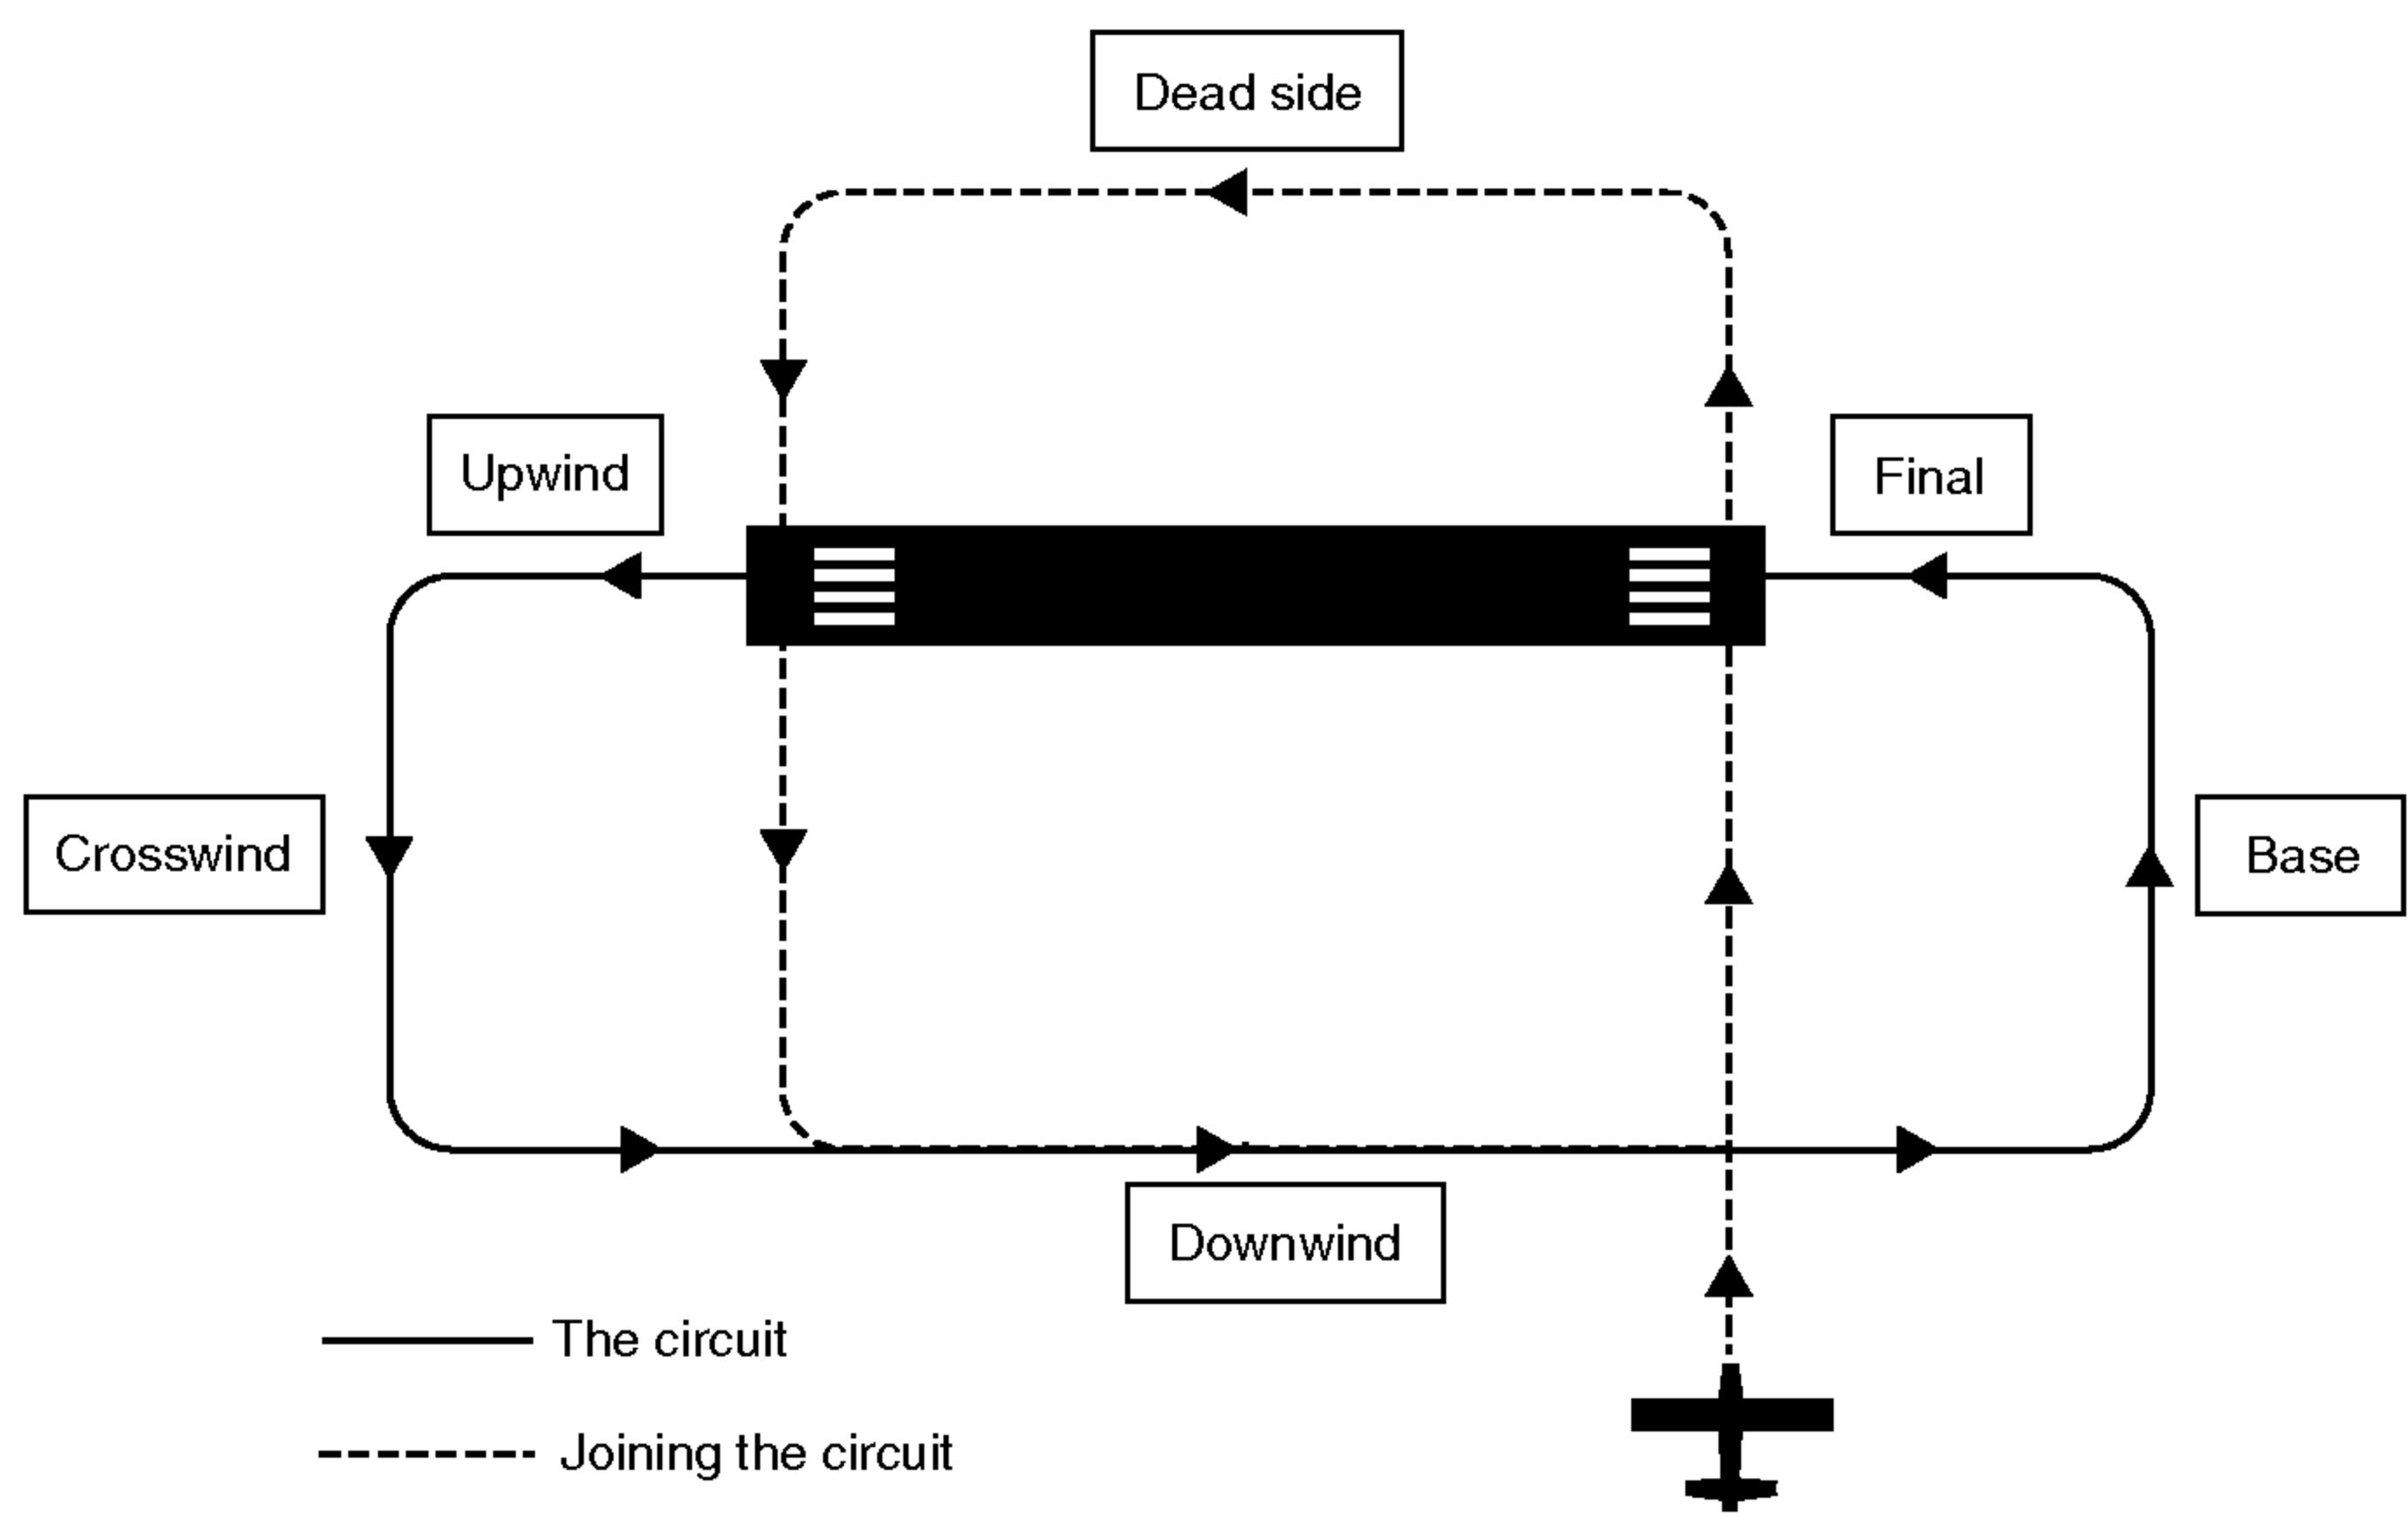 Dead side
Upwind
Final
Crosswind
Base
Downwind
The circuit
Joining the circuit